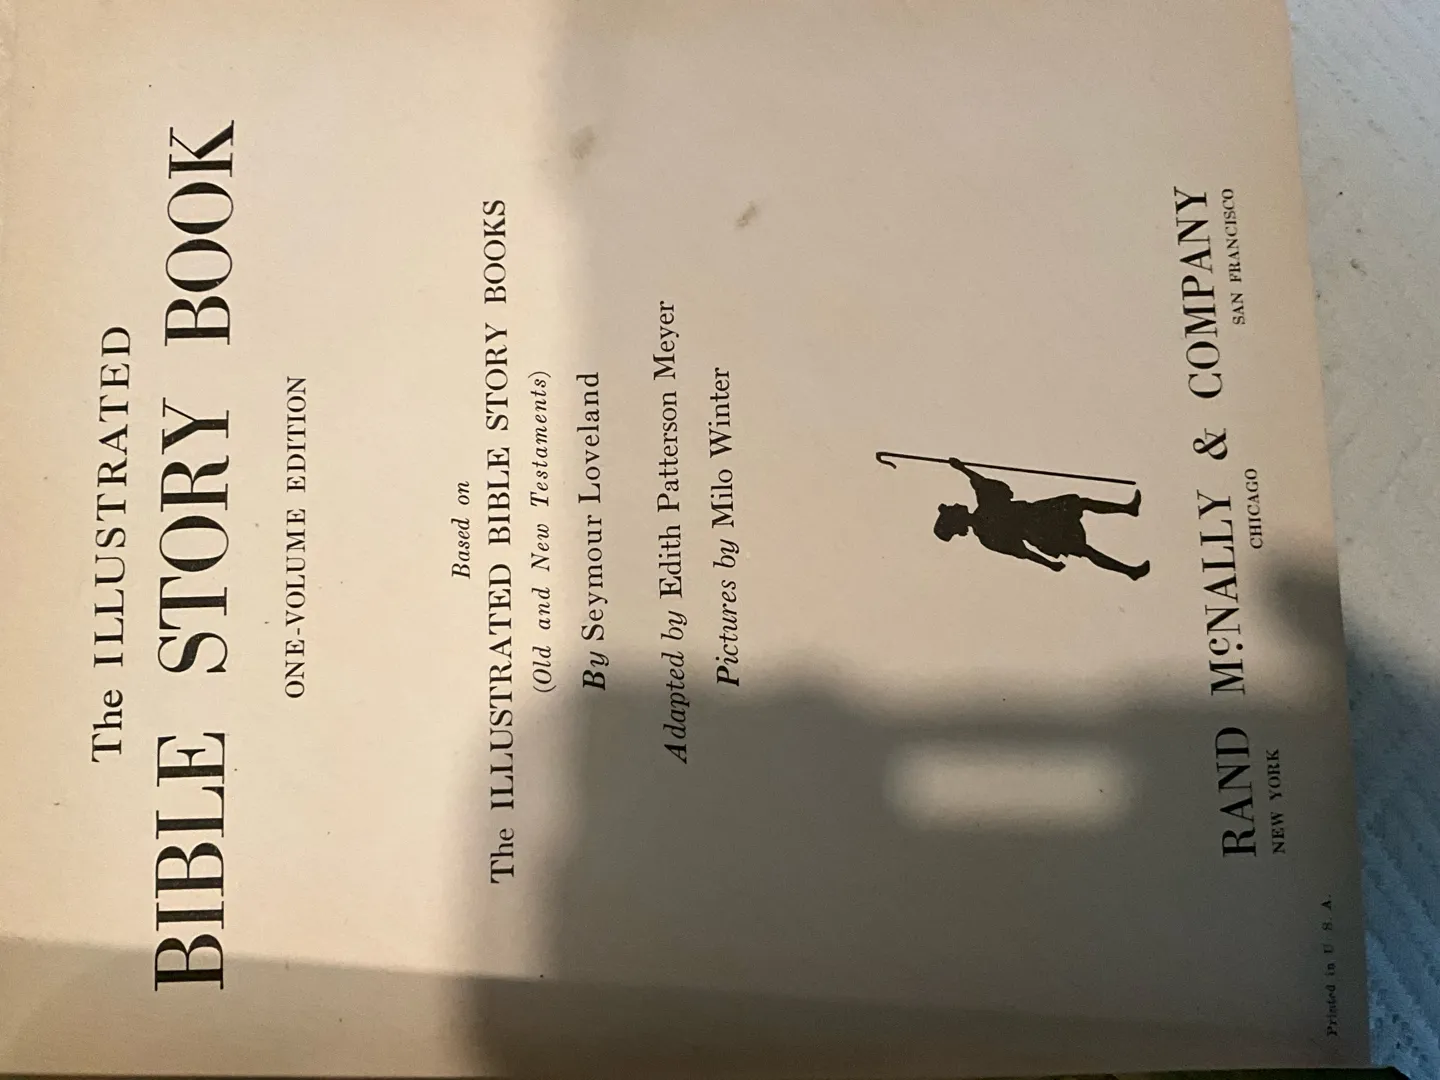 The ILLUSTRATED
BIBLE STORY BOOK
ONE-VOLUME EDITION
Based on
The ILLUSTRATED BIBLE STORY BOOKS
(Old and New Testaments)
By Seymour Loveland
Adapted by Edith Patterson Meyer
Pictures by Milo Winter
RAND McNALLY & COMPANY
NEW YORK CHICAGO SAN FRANCISCO
Printed in U. S. A.